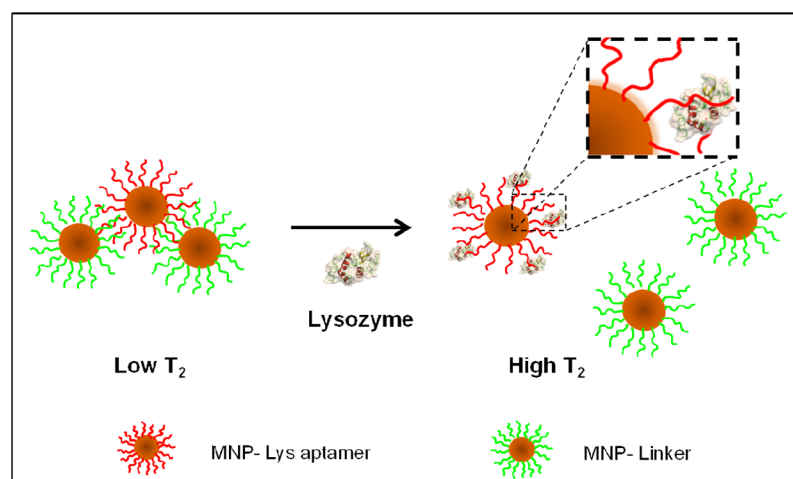 Lysozyme
Low T₂
High T₂
MNP- Lys aptamer
MNP- Linker